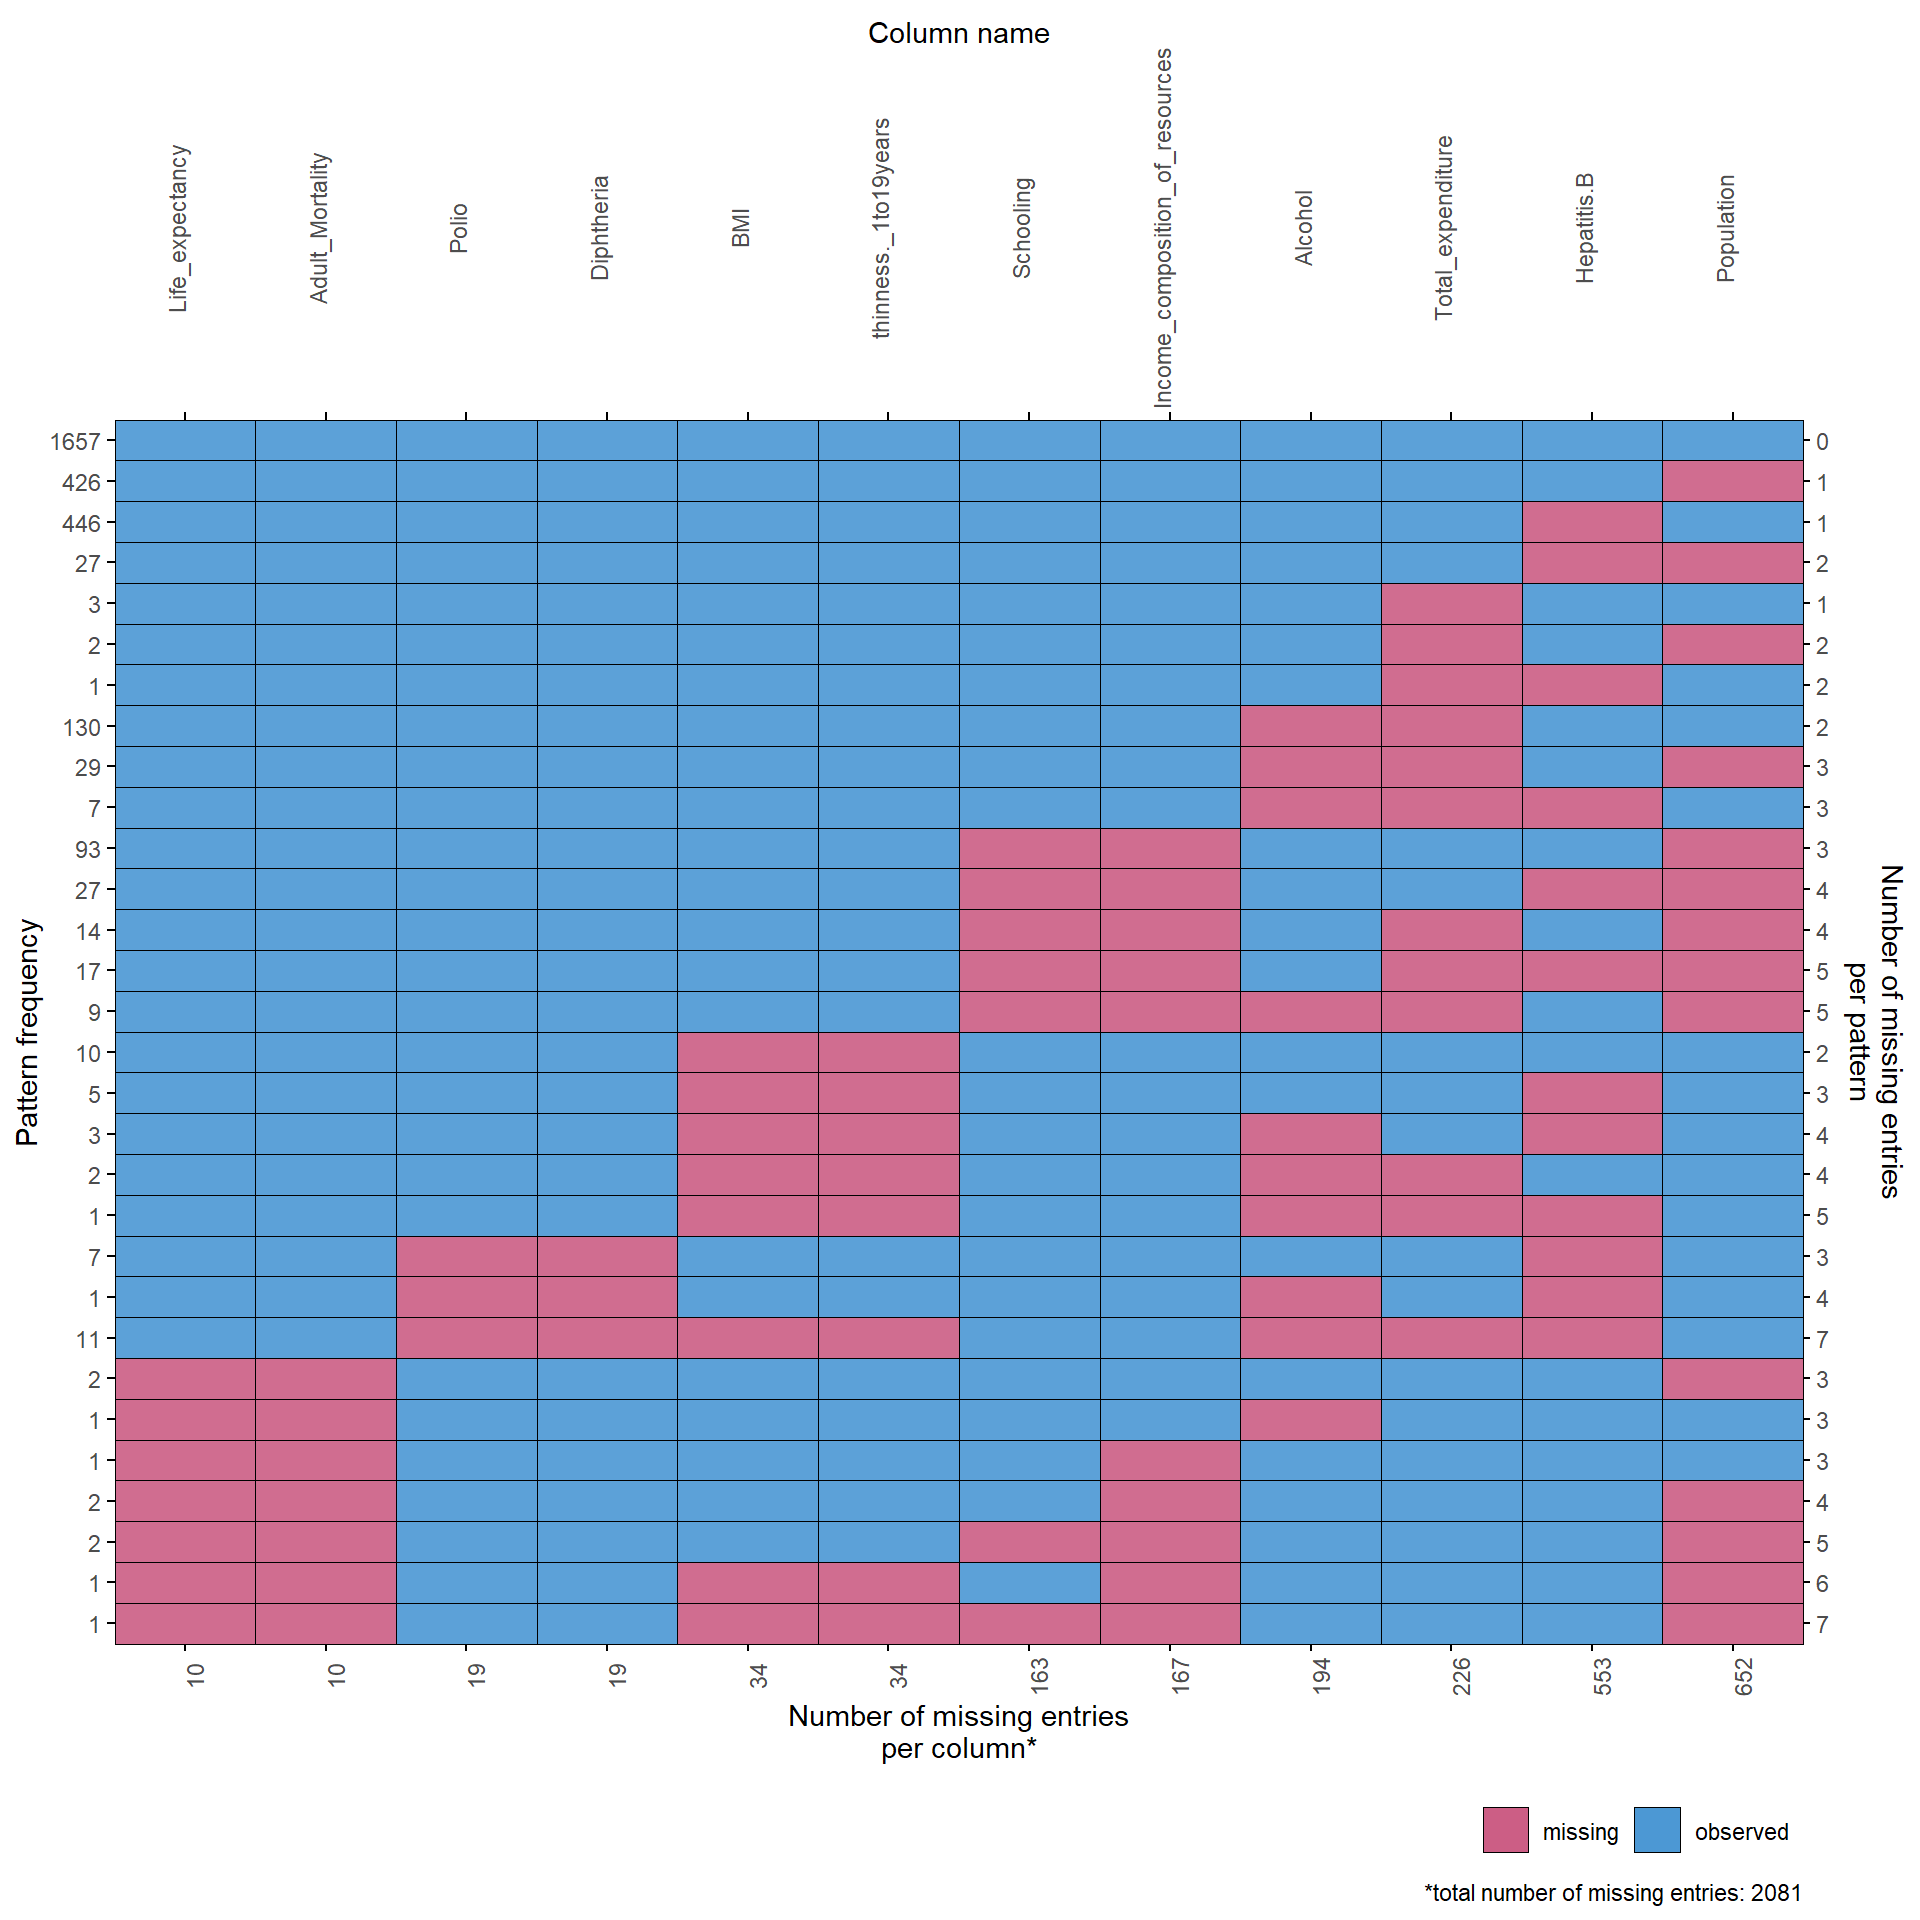 Column name
Life_explectancy
Adult_Mortality
Polio
Diphtheria
BMI
thinness._1to19years
Schooling
Income_composition_of_resources
Alcohol
Total_expenditure
Hepatitis.B
Population
1657 0
426 1
446 1
27 2
3 1
2 2
1 2
130 2
29 3
7 3
93 3
27 4
14 4
17 5
9 5
10 2
5 3
3 4
2 4
1 5
7 3
1 4
11 7
2 3
1 3
1 3
2 4
2 5
1 6
1 7
Pattern frequency
Number of missing entries
per pattern
10 10 19 19 34 34 163 167 194 226 553 652
Number of missing entries
per column*
missing observed
*total number of missing entries: 2081